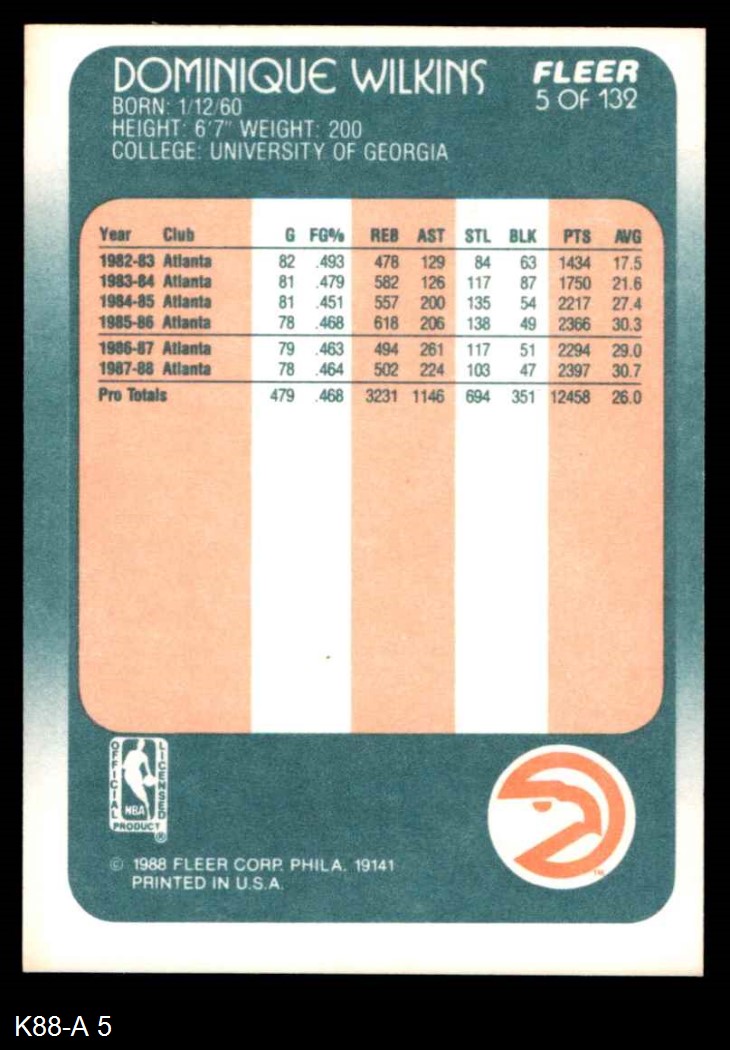 DOMINIQUE WILKINS
FLEER
5 OF 132
BORN: 1/12/60
HEIGHT: 6'7" WEIGHT: 200
COLLEGE: UNIVERSITY OF GEORGIA
Year Club G FG% REB AST STL BLK PTS AVG
1982-83 Atlanta 82 .493 478 129 84 63 1434 17.5
1983-84 Atlanta 81 .479 582 126 117 87 1750 21.6
1984-85 Atlanta 81 .451 557 200 135 54 2217 27.4
1985-86 Atlanta 78 .468 618 206 138 49 2366 30.3
1986-87 Atlanta 79 .463 494 261 117 51 2294 29.0
1987-88 Atlanta 78 .464 502 224 103 47 2397 30.7
Pro Totals 479 .468 3231 1146 694 351 12458 26.0
OFFICIAL LICENSED
NBA
PRODUCT
®
TM
© 1988 FLEER CORP. PHILA. 19141
PRINTED IN U.S.A.
K88-A 5